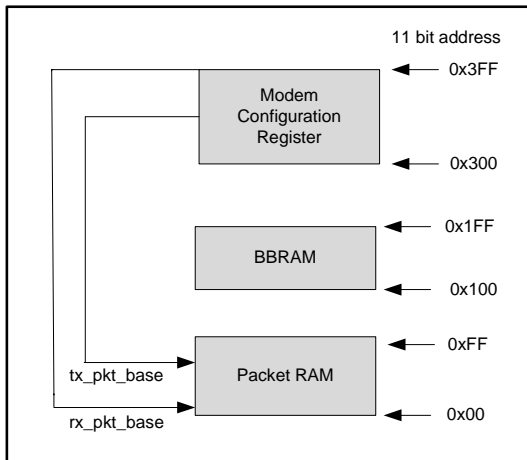 11 bit address
0x3FF
Modem
Configuration
Register
0x300
0x1FF
BBRAM
0x100
0xFF
tx_pkt_base
Packet RAM
rx_pkt_base
0x00